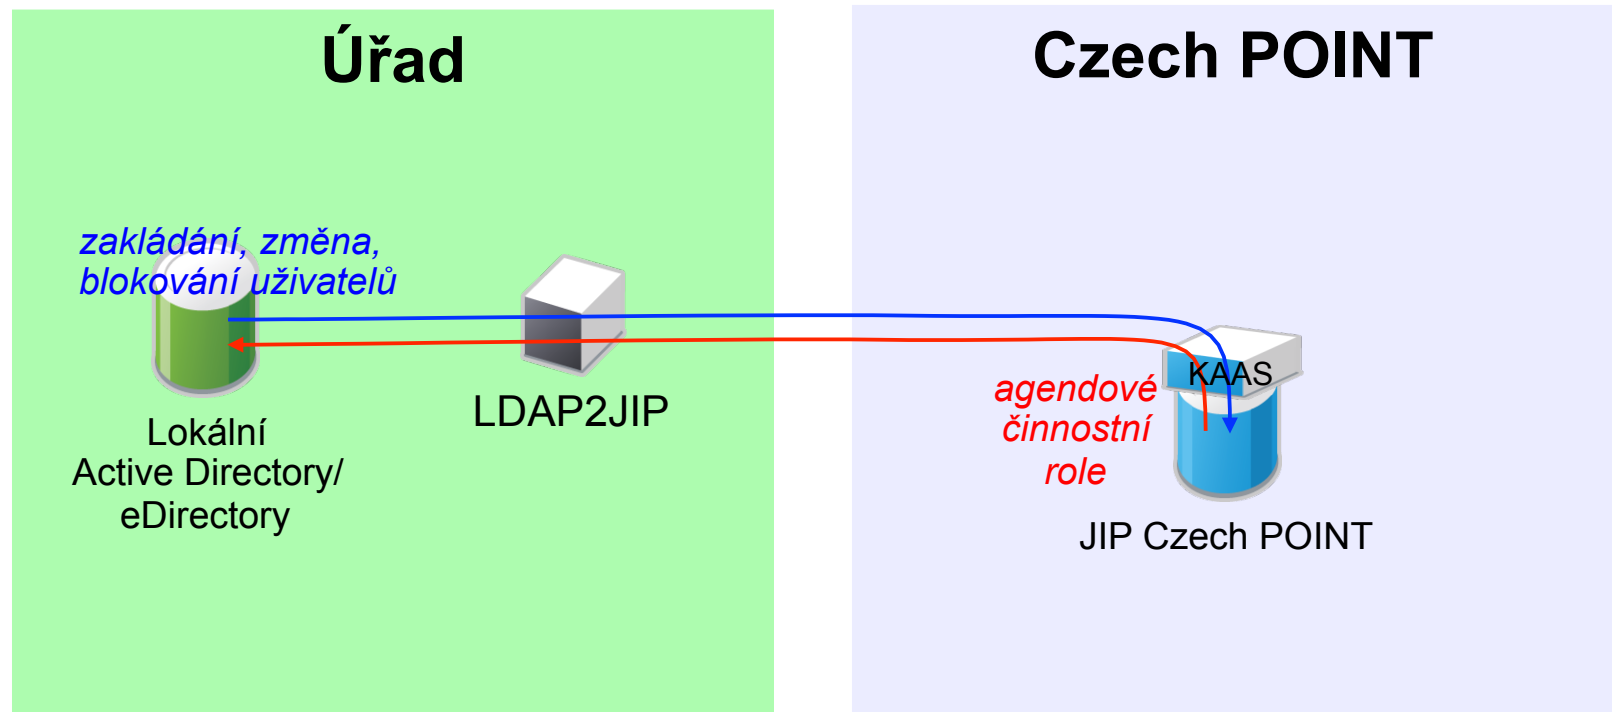 Úřad
zakládání, změna,
blokování uživatelů
Lokální
Active Directory/
eDirectory
LDAP2JIP
Czech POINT
KAAS
agendové
činnostní
role
JIP Czech POINT